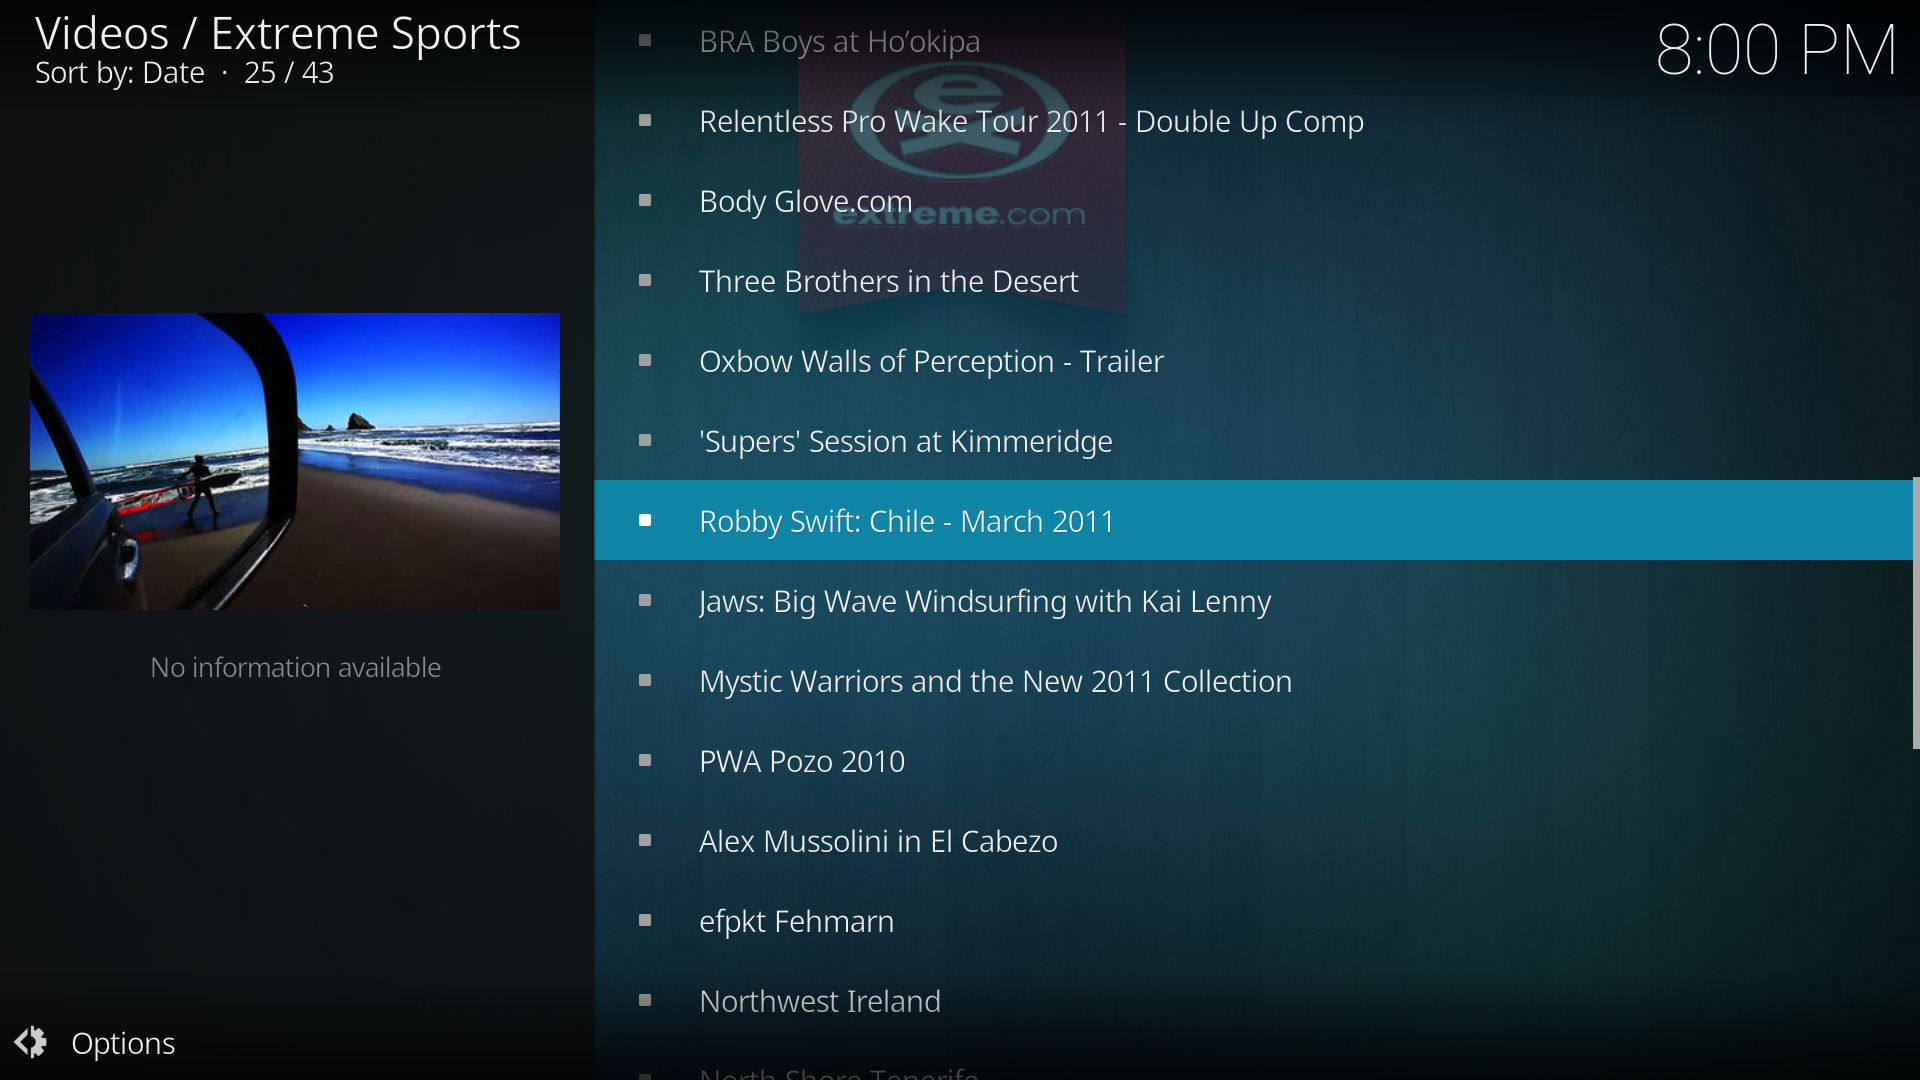 Videos / Extreme Sports
Sort by: Date · 25 / 43
8:00 PM
BRA Boys at Ho’okipa
Relentless Pro Wake Tour 2011 - Double Up Comp
Body Glove.com
extreme.com
Three Brothers in the Desert
Oxbow Walls of Perception - Trailer
'Supers' Session at Kimmeridge
Robby Swift: Chile - March 2011
Jaws: Big Wave Windsurfing with Kai Lenny
Mystic Warriors and the New 2011 Collection
PWA Pozo 2010
Alex Mussolini in El Cabezo
efpkt Fehmarn
Northwest Ireland
North Shore Tenerife
No information available
Options